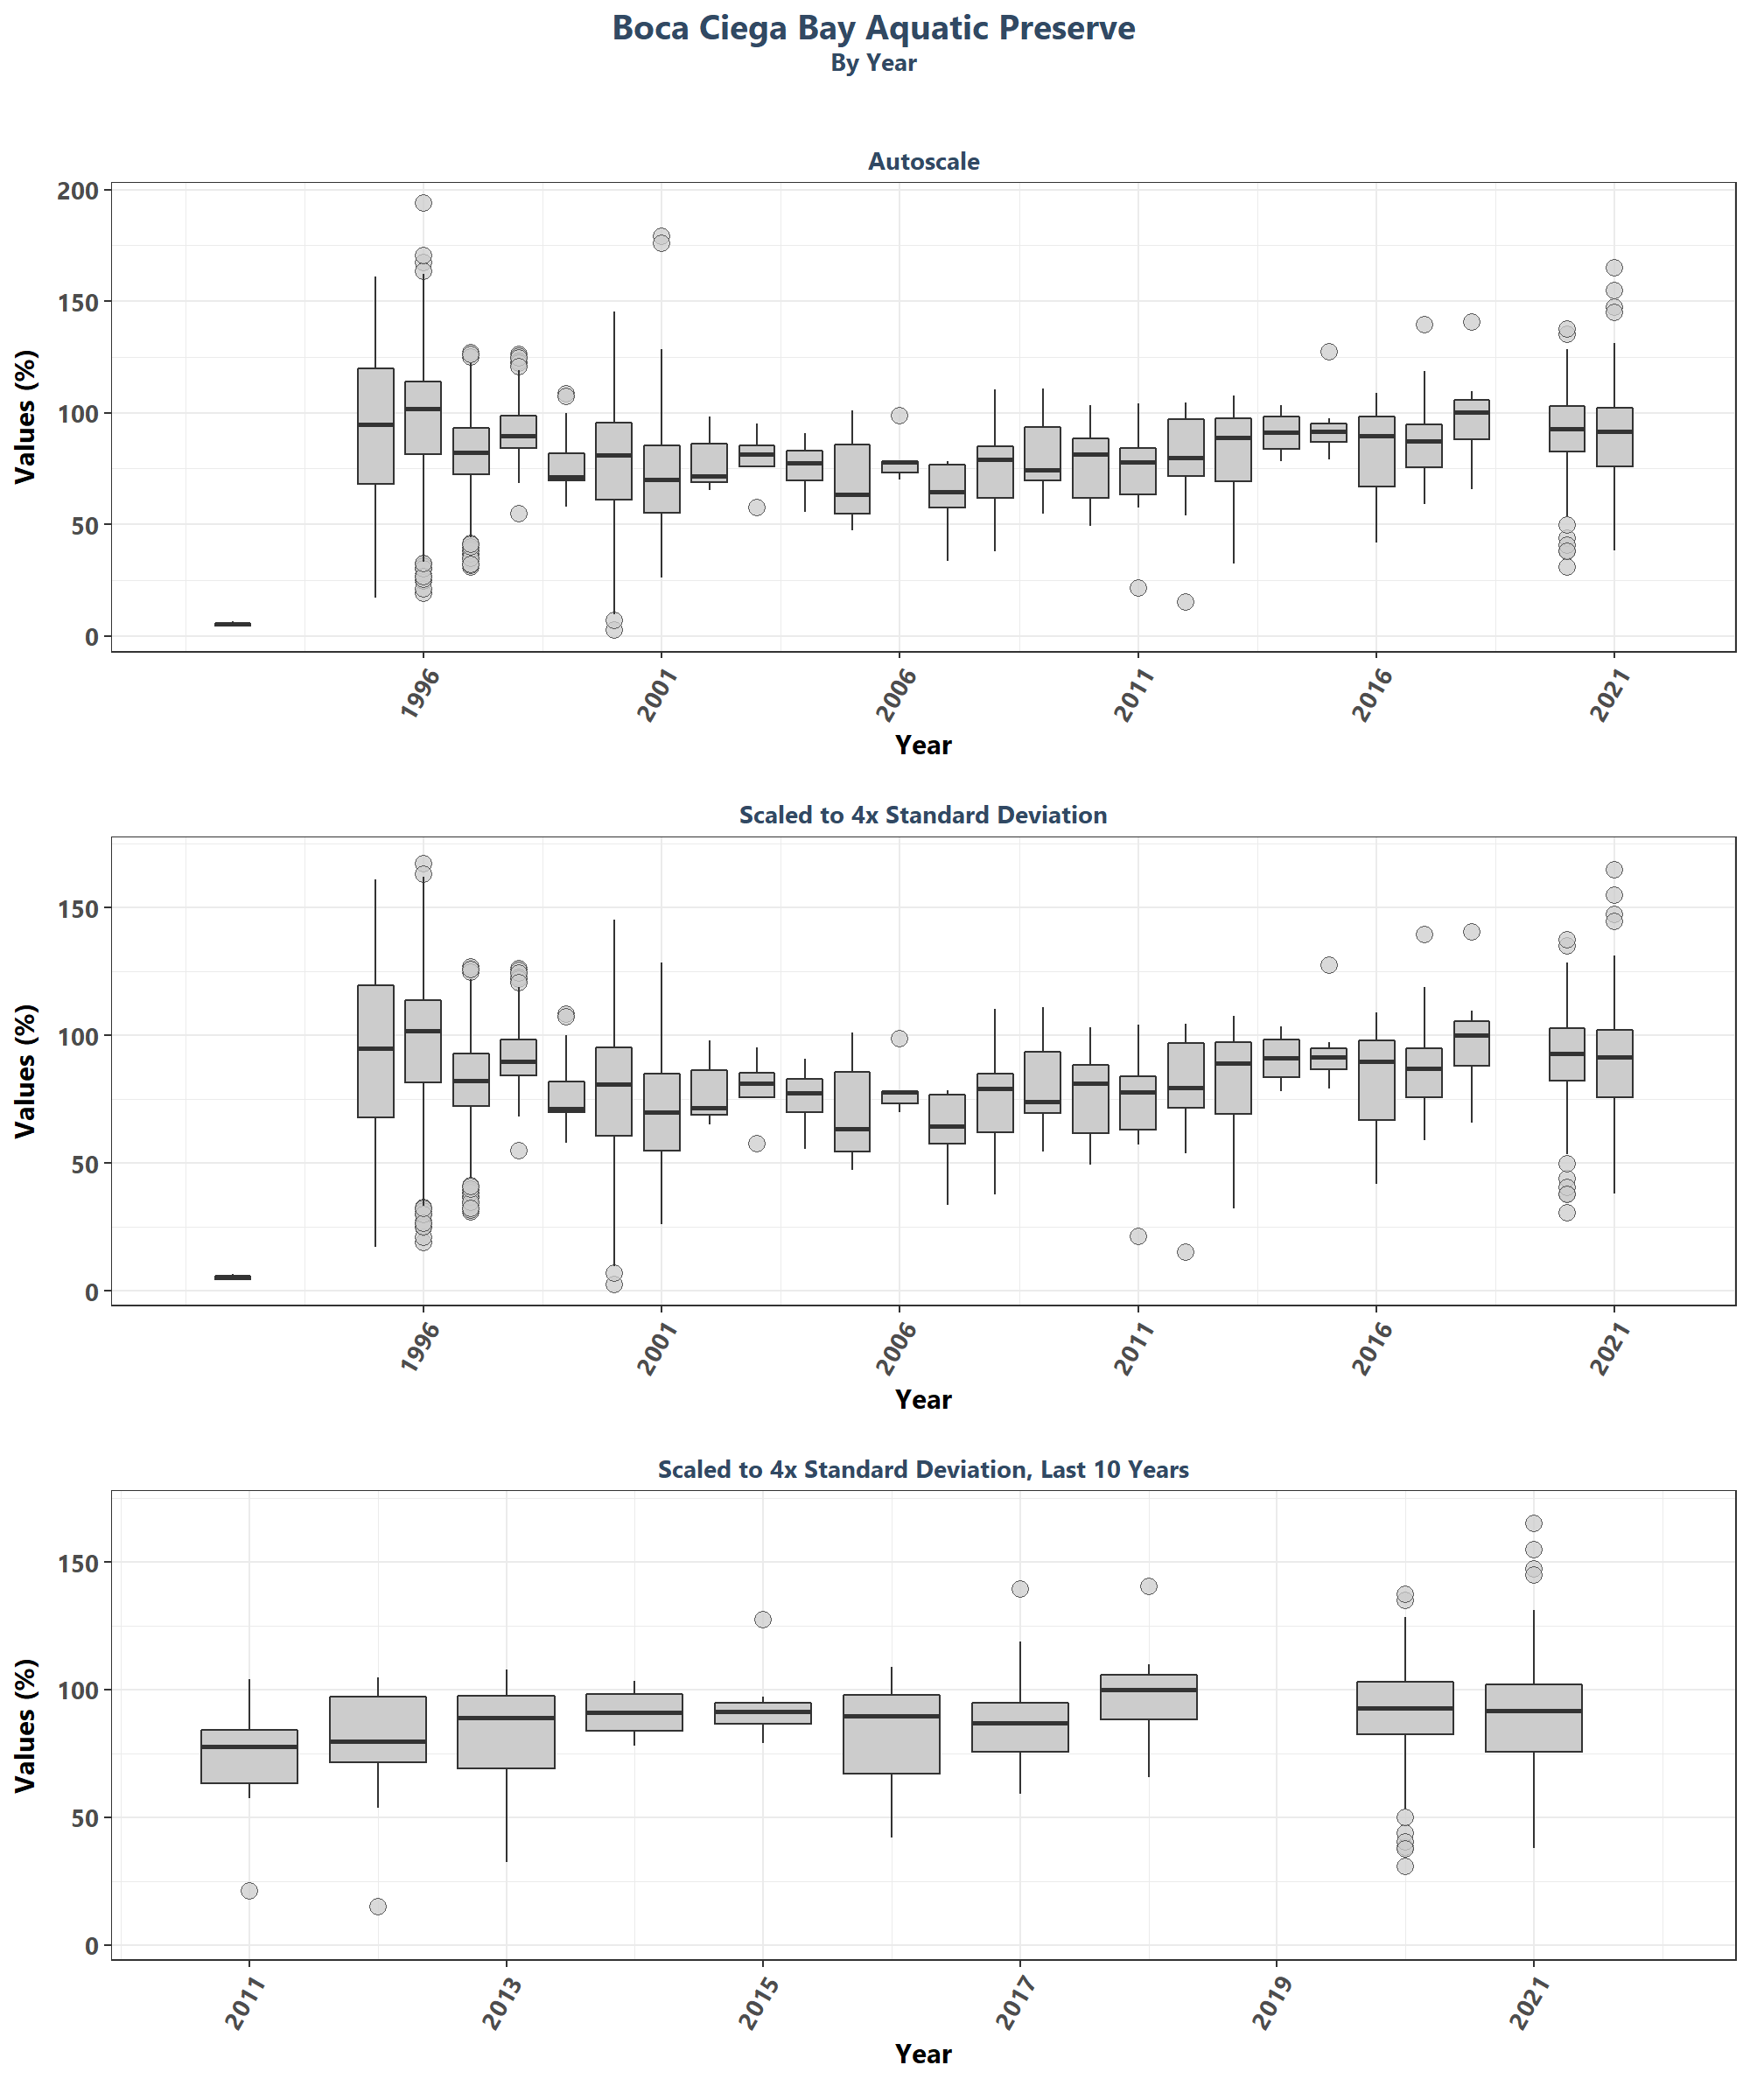 Boca Ciega Bay Aquatic Preserve
By Year
Autoscale
Values (%)
200
150
100
50
0
1996 2001 2006 2011 2016 2021
Year
Scaled to 4x Standard Deviation
Values (%)
150
100
50
0
1996 2001 2006 2011 2016 2021
Year
Scaled to 4x Standard Deviation, Last 10 Years
Values (%)
150
100
50
0
2011 2013 2015 2017 2019 2021
Year